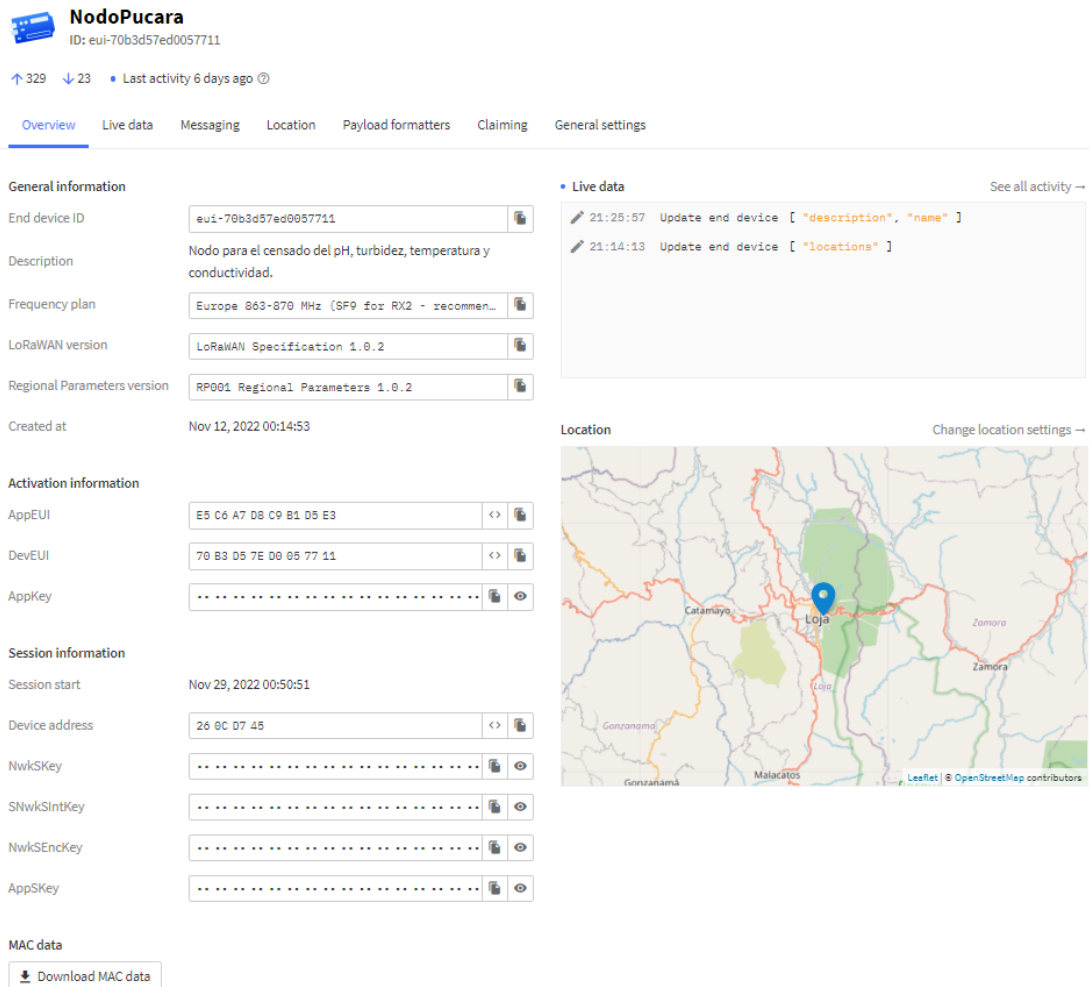 NodoPucara
ID: eui-70b3d57ed0057711
↑ 329 ↓ 23 • Last activity 6 days ago
Overview Live data Messaging Location Payload formatters Claiming General settings
General information
End device ID eui-70b3d57ed0057711
Description Nodo para el censado del pH, turbidez, temperatura y
conductividad.
Frequency plan Europe 863-870 MHz (SF9 for RX2 - recommen…
LoRaWAN version LoRaWAN Specification 1.0.2
Regional Parameters version RP001 Regional Parameters 1.0.2
Created at Nov 12, 2022 00:14:53
Activation information
AppEUI E5 C6 A7 D8 C9 B1 D5 E3
DevEUI 70 B3 D5 7E D0 05 77 11
AppKey
Session information
Session start Nov 29, 2022 00:50:51
Device address 26 0C D7 45
NwkSKey
SNwkSIntKey
NwkSEncKey
AppSKey
MAC data
Download MAC data
• Live data See all activity →
21:25:57 Update end device [ "description", "name" ]
21:14:13 Update end device [ "locations" ]
Location Change location settings →
Catamayo
Loja
Zamora
Zamora
Loja
Gonzanama
Malacatos
Gonzanamá
Leaflet | © OpenStreetMap contributors